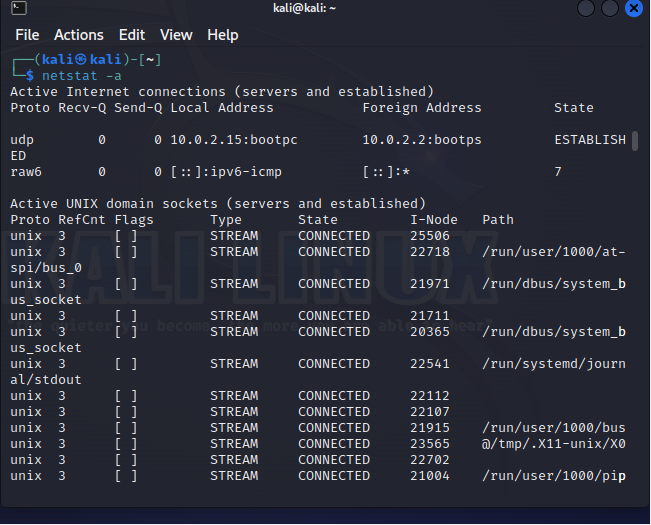 kali@kali: ~
File Actions Edit View Help
┌──(kali㉿kali)-[~]
└─$ netstat -a
Active Internet connections (servers and established)
Proto Recv-Q Send-Q Local Address Foreign Address State
udp 0 0 10.0.2.15:bootpc 10.0.2.2:bootps ESTABLISH
ED
raw6 0 0 [::]:ipv6-icmp [::]:* 7
Active UNIX domain sockets (servers and established)
Proto RefCnt Flags Type State I-Node Path
unix 3 [ ] STREAM CONNECTED 25506
unix 3 [ ] STREAM CONNECTED 22718 /run/user/1000/at-
spi/bus_0
unix 3 [ ] STREAM CONNECTED 21971 /run/dbus/system_b
us_socket
unix 3 [ ] STREAM CONNECTED 21711
unix 3 [ ] STREAM CONNECTED 20365 /run/dbus/system_b
us_socket
unix 3 [ ] STREAM CONNECTED 22541 /run/systemd/journ
al/stdout
unix 3 [ ] STREAM CONNECTED 22112
unix 3 [ ] STREAM CONNECTED 22107
unix 3 [ ] STREAM CONNECTED 21915 /run/user/1000/bus
unix 3 [ ] STREAM CONNECTED 23565 @/tmp/.X11-unix/X0
unix 3 [ ] STREAM CONNECTED 22702
unix 3 [ ] STREAM CONNECTED 21004 /run/user/1000/pip
KALI LINUX